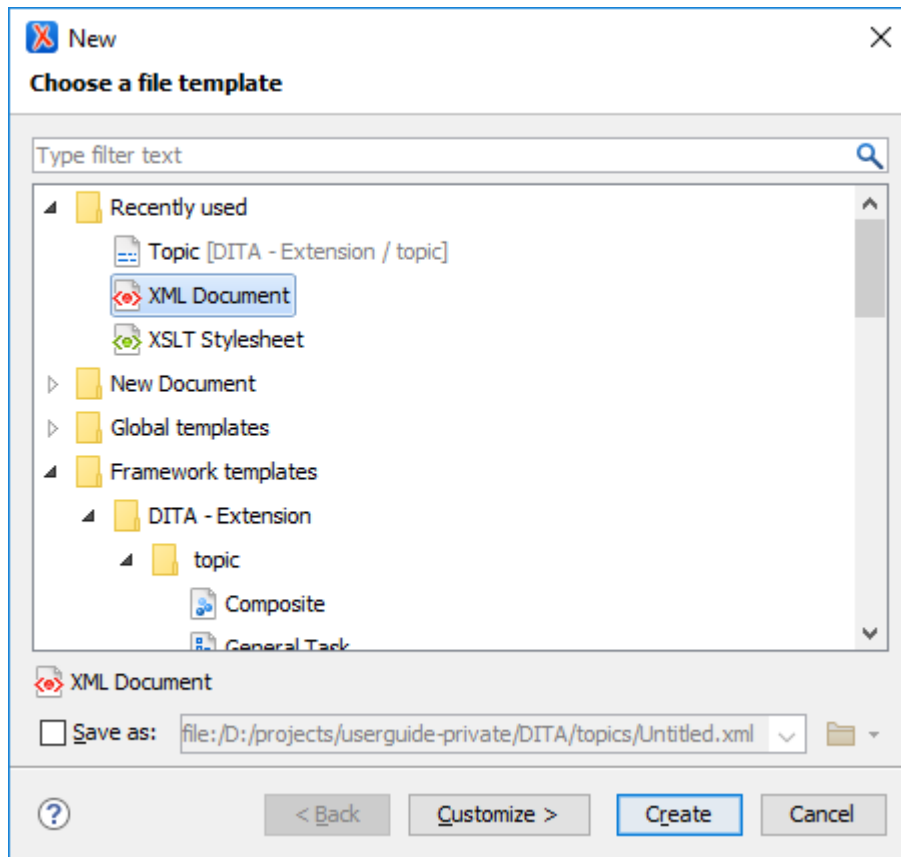 New
Choose a file template
Type filter text
Recently used
Topic [DITA - Extension / topic]
XML Document
XSLT Stylesheet
New Document
Global templates
Framework templates
DITA - Extension
topic
Composite
General Task
XML Document
Save as: file:/D:/projects/userguide-private/DITA/topics/Untitled.xml
? < Back Customize > Create Cancel